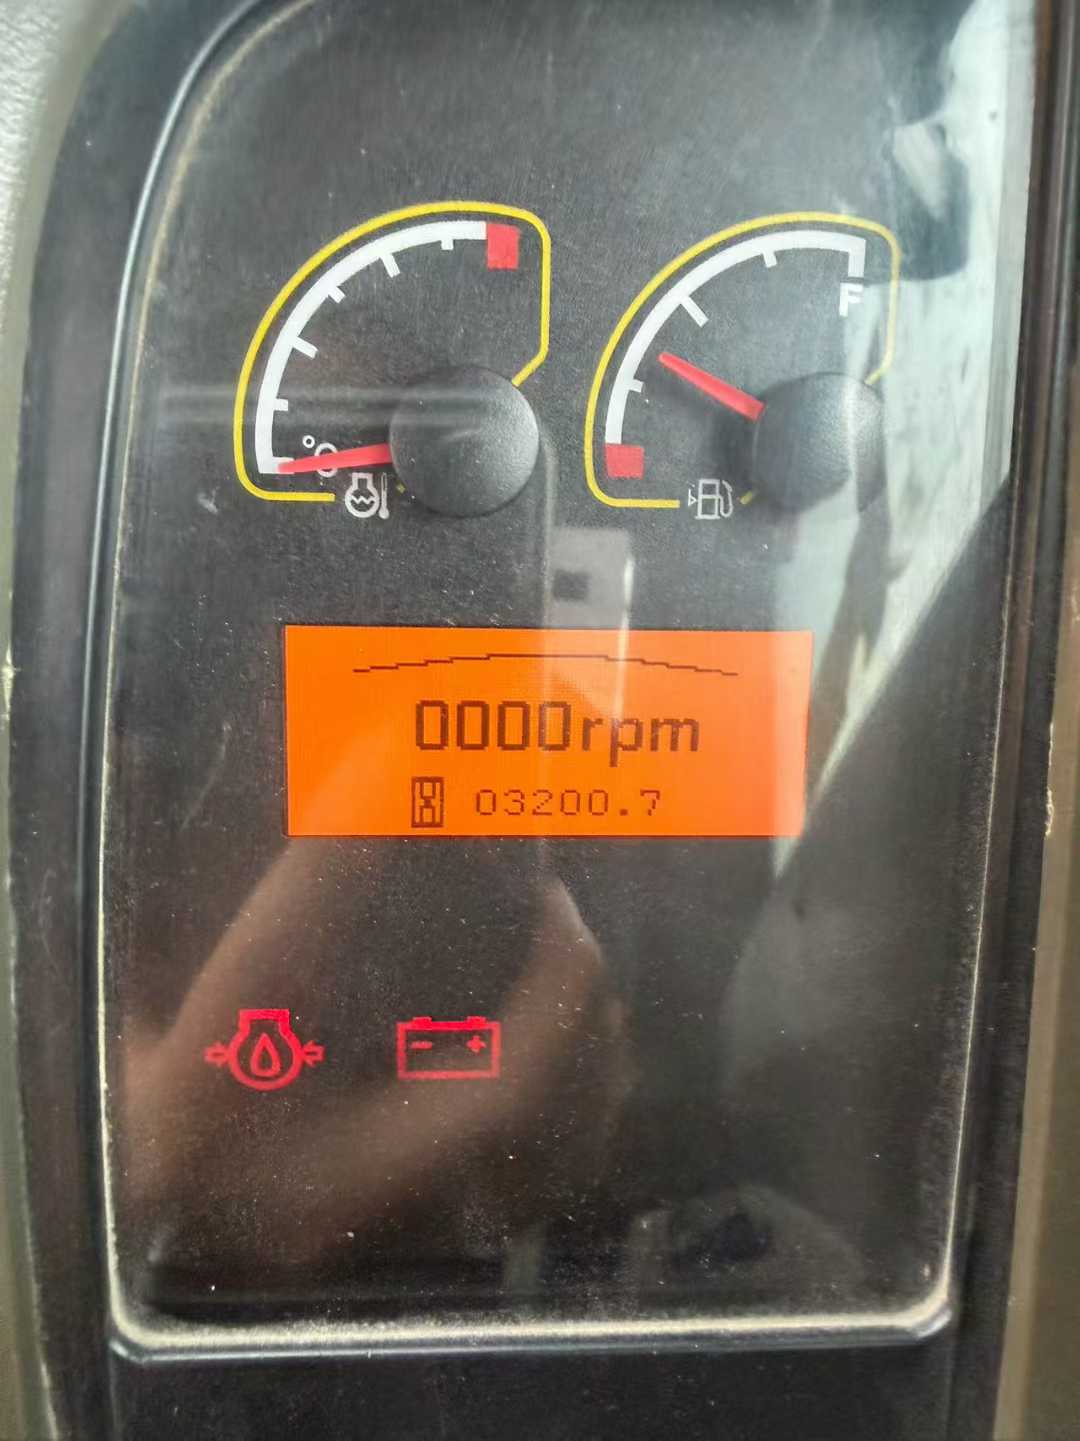 °C
F
0000rpm
03200.7
- +